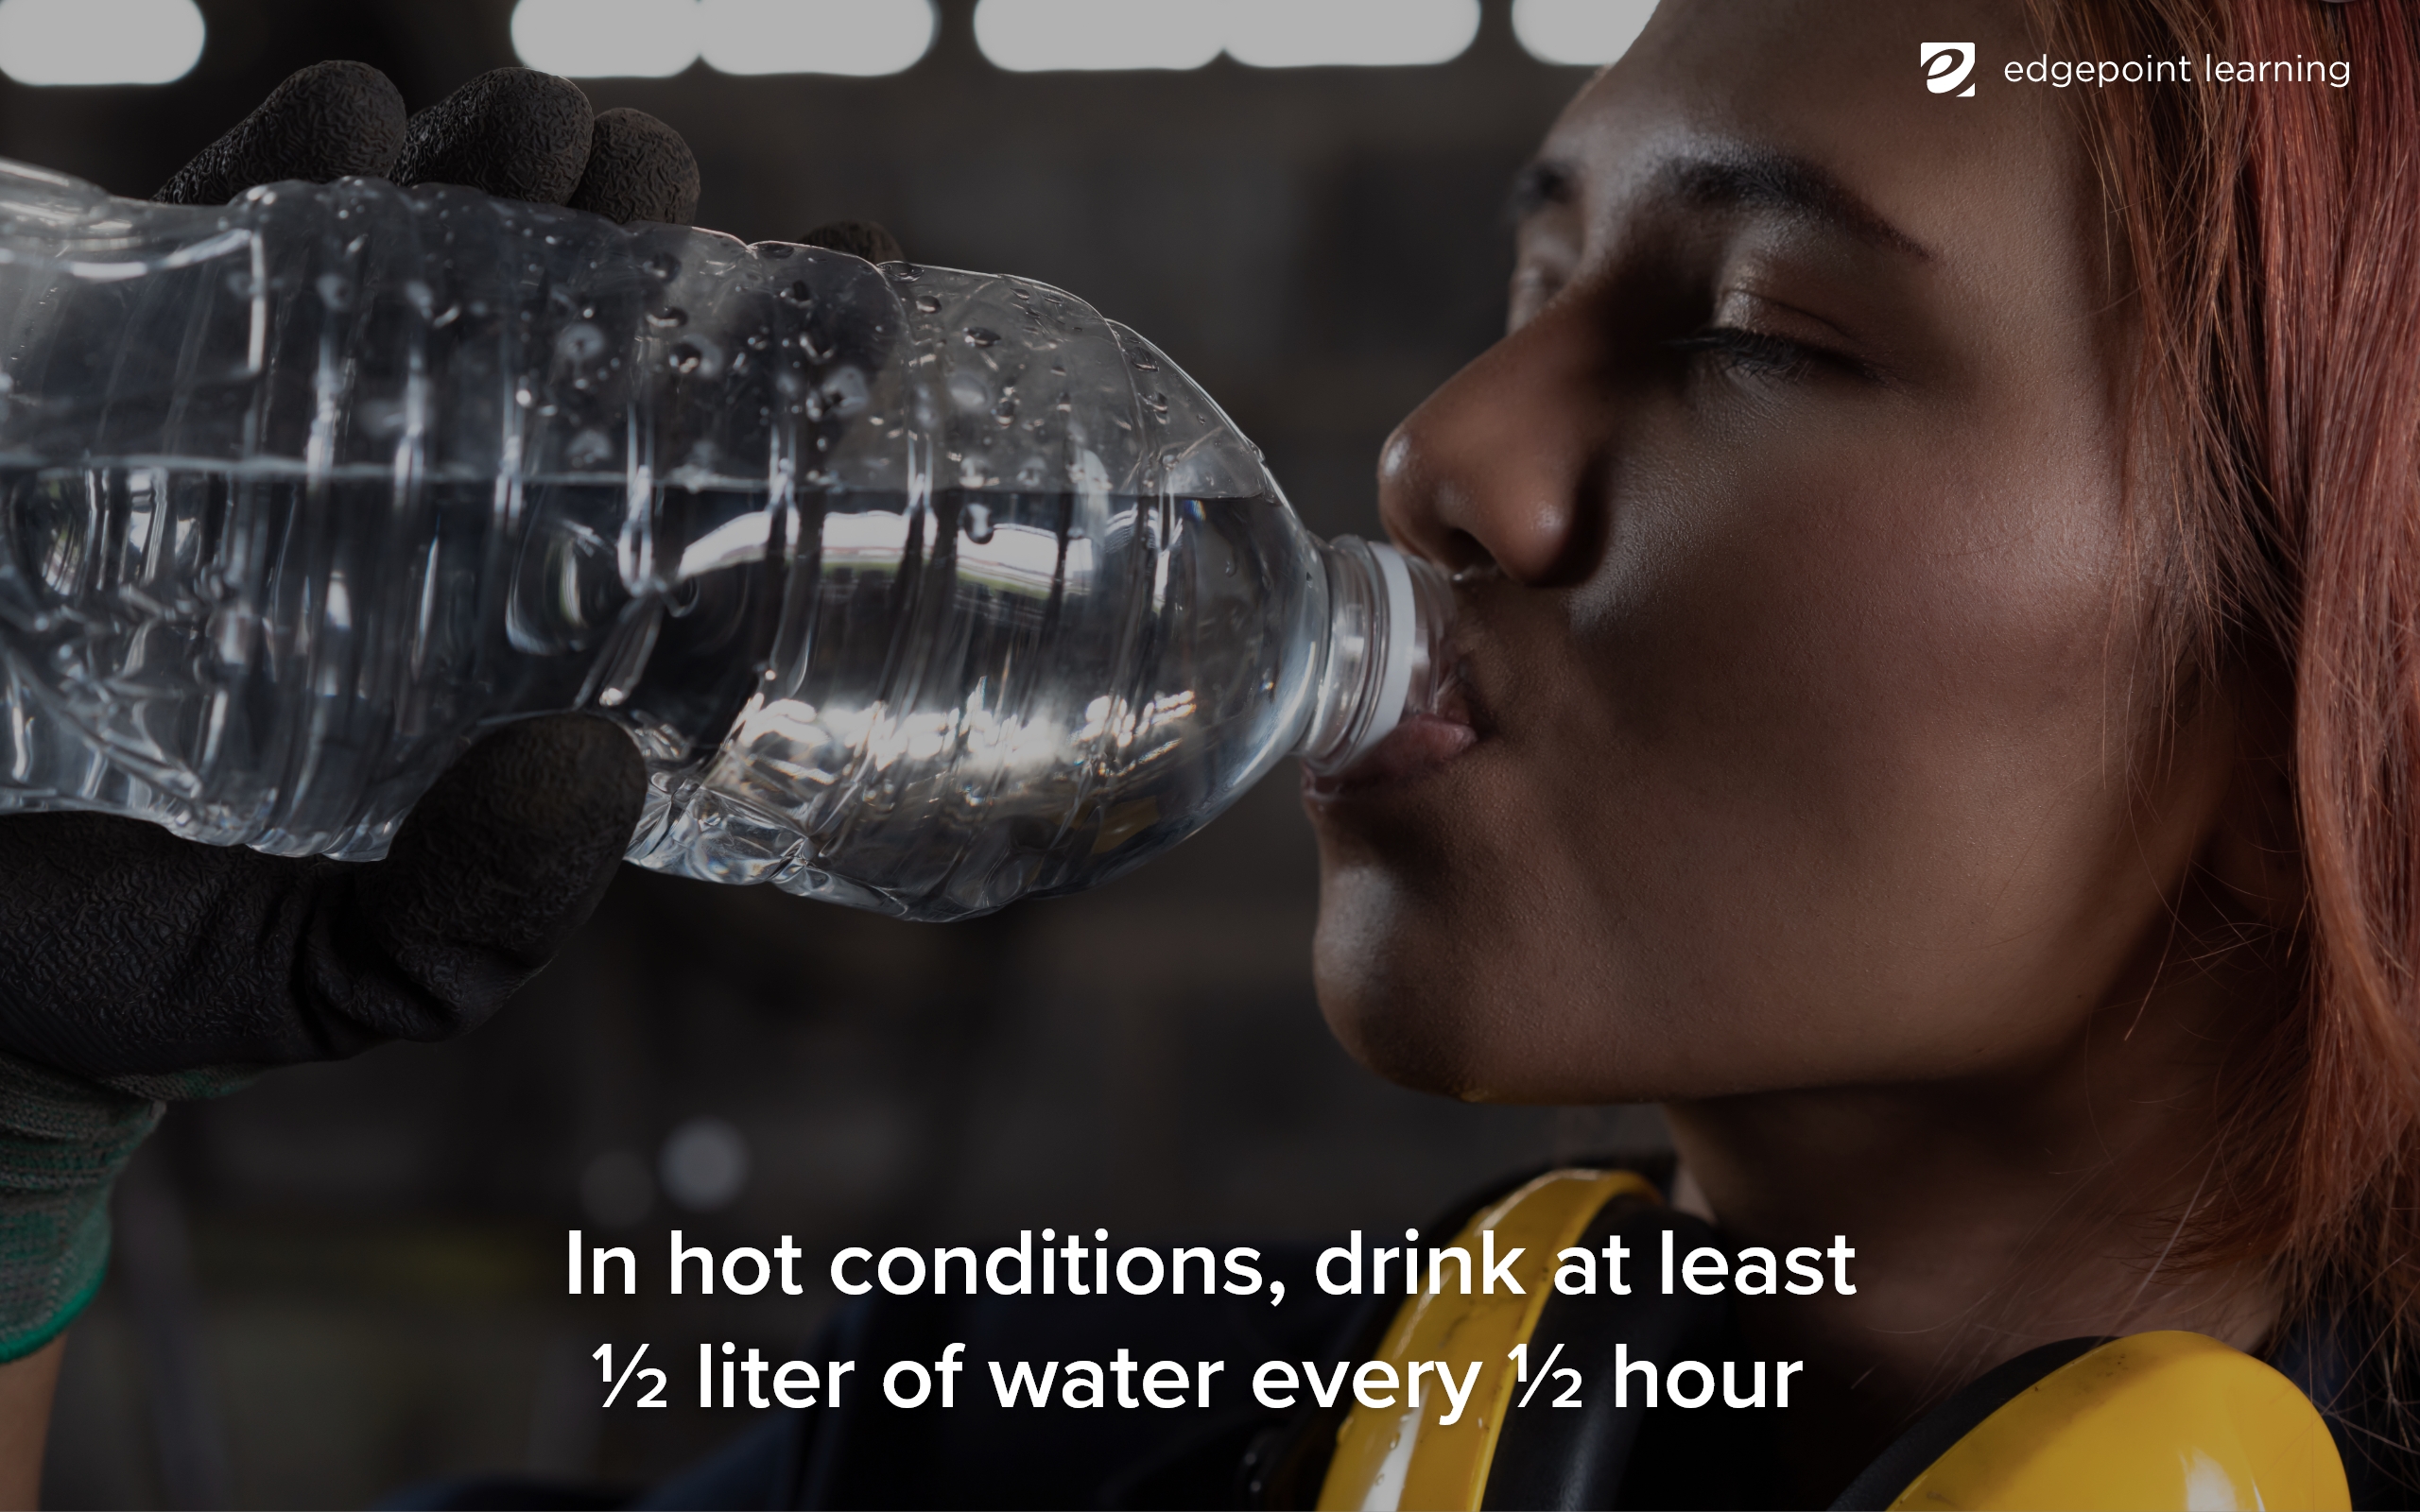 edgepoint learning
In hot conditions, drink at least
½ liter of water every ½ hour